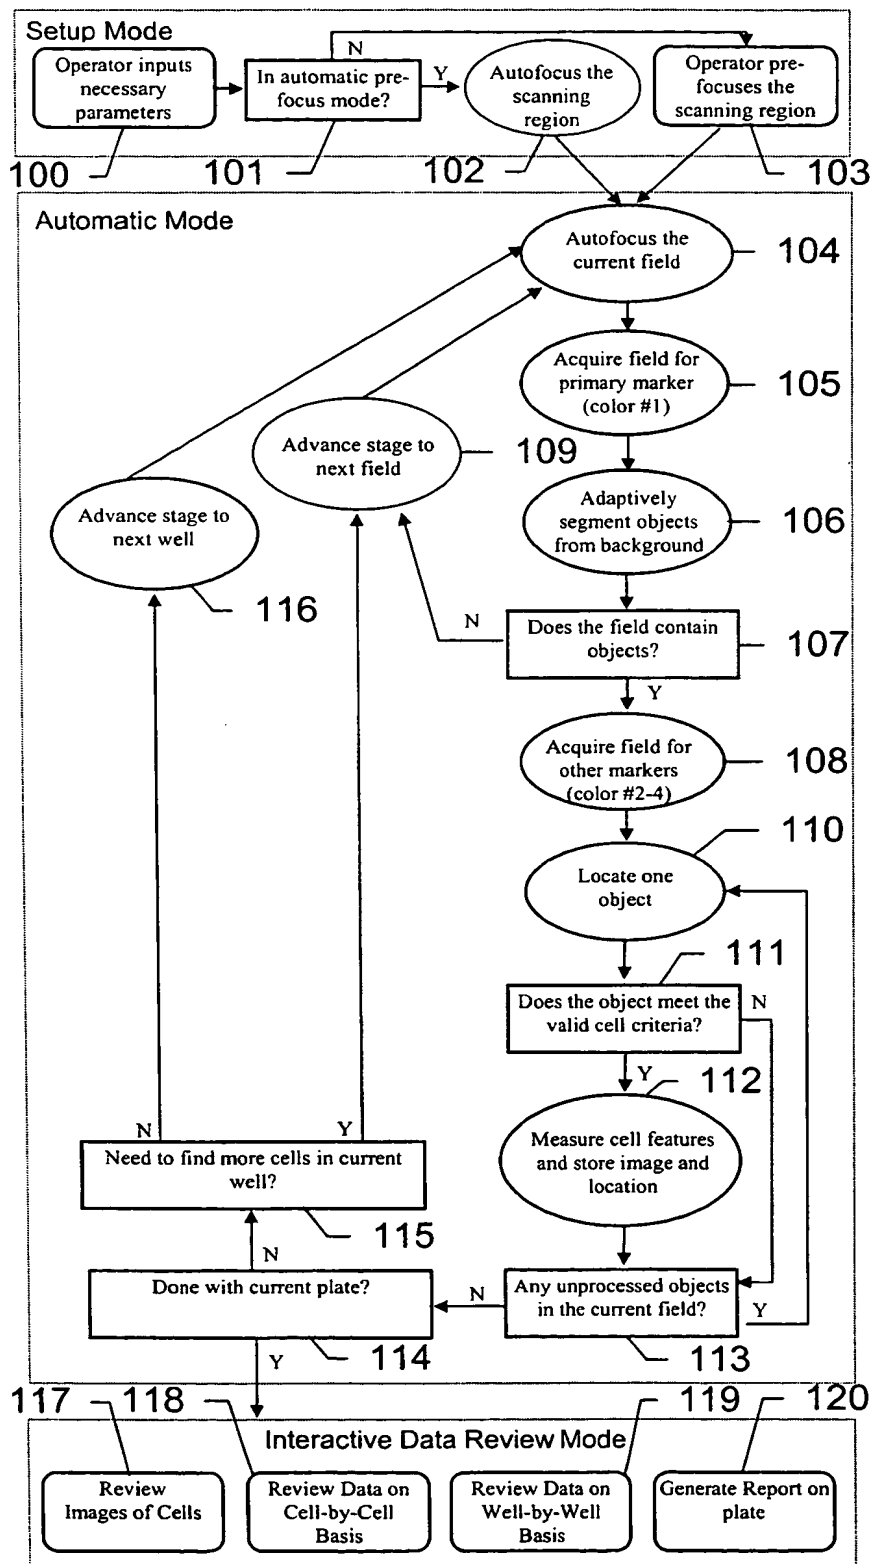 Setup Mode
N
Operator inputs
necessary
parameters
In automatic pre-
focus mode?
Y
Autofocus the
scanning
region
Operator pre-
focuses the
scanning region
100
101
102
103
Automatic Mode
Autofocus the
current field
104
Acquire field for
primary marker
(color #1)
105
Advance stage to
next field
109
Advance stage to
next well
116
Adaptively
segment objects
from background
106
N
Does the field contain
objects?
107
Y
Acquire field for
other markers
(color #2-4)
108
110
Locate one
object
111
Does the object meet the
valid cell criteria?
N
Y
112
Measure cell features
and store image and
location
N
Y
Need to find more cells in current
well?
115
N
Done with current plate?
N
Any unprocessed objects
in the current field?
Y
114
113
Y
117
118
119
120
Interactive Data Review Mode
Review
Images of Cells
Review Data on
Cell-by-Cell
Basis
Review Data on
Well-by-Well
Basis
Generate Report on
plate